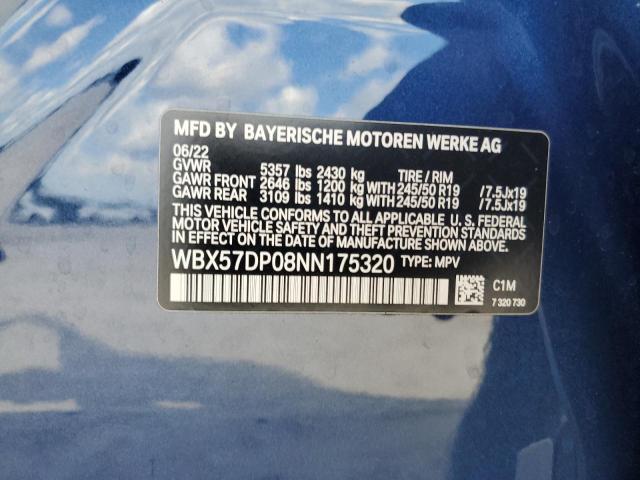 MFD BY BAYERISCHE MOTOREN WERKE AG
06/22
GVWR 5357 lbs 2430 kg TIRE / RIM
GAWR FRONT 2646 lbs 1200 kg WITH 245/50 R19 /7.5Jx19
GAWR REAR 3109 lbs 1410 kg WITH 245/50 R19 /7.5Jx19
THIS VEHICLE CONFORMS TO ALL APPLICABLE U. S. FEDERAL
MOTOR VEHICLE SAFETY STANDARDS IN EFFECT ON THE DATE OF
MANUFACTURE SHOWN ABOVE.
WBX57DP08NN175320 TYPE: MPV
C1M
7 320 730